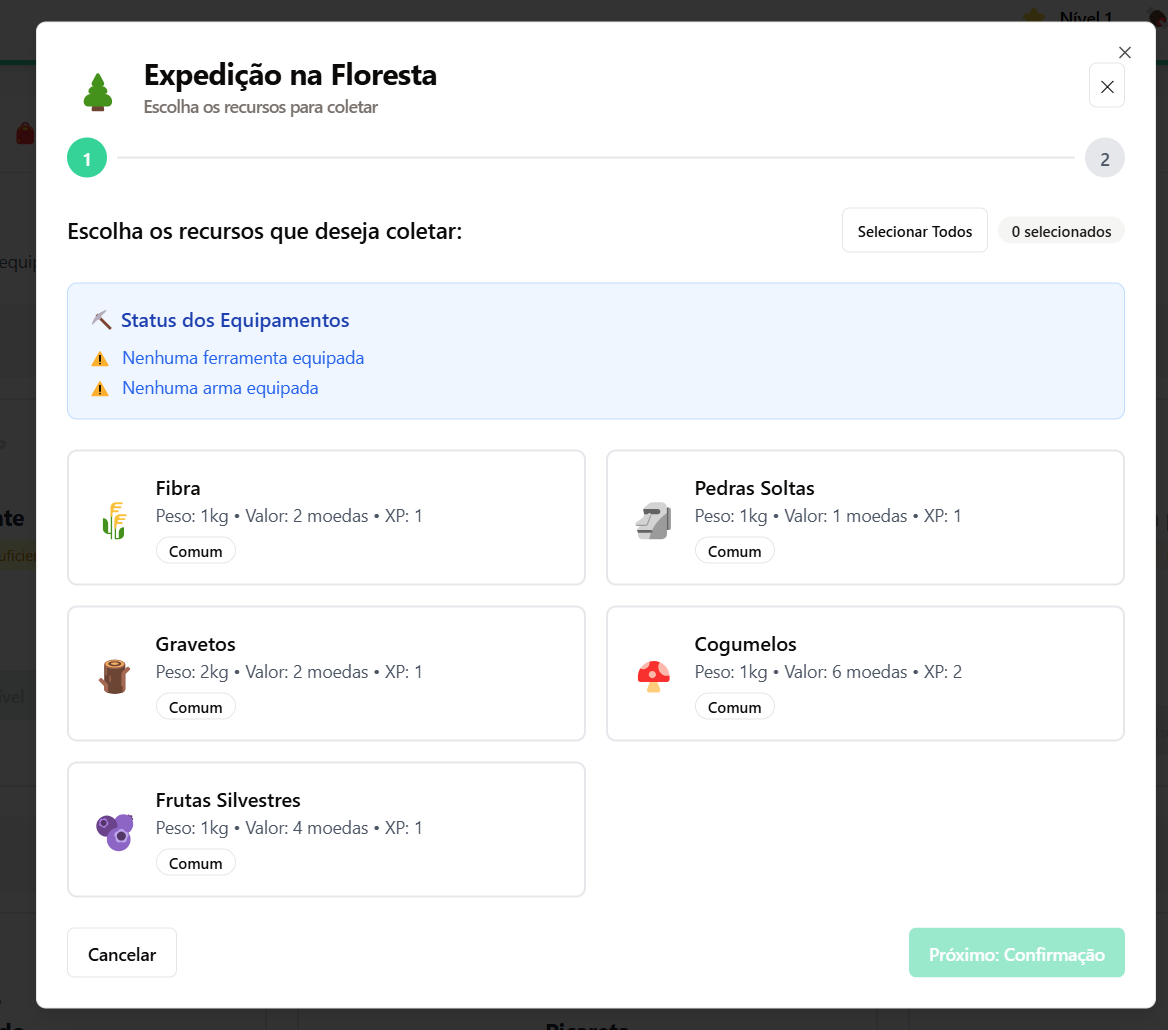 Nível 1
Expedição na Floresta
Escolha os recursos para coletar
1
2
Escolha os recursos que deseja coletar:
Selecionar Todos
0 selecionados
Status dos Equipamentos
Nenhuma ferramenta equipada
Nenhuma arma equipada
Fibra
Peso: 1kg • Valor: 2 moedas • XP: 1
Comum
Pedras Soltas
Peso: 1kg • Valor: 1 moedas • XP: 1
Comum
Gravetos
Peso: 2kg • Valor: 2 moedas • XP: 1
Comum
Cogumelos
Peso: 1kg • Valor: 6 moedas • XP: 2
Comum
Frutas Silvestres
Peso: 1kg • Valor: 4 moedas • XP: 1
Comum
Cancelar
Próximo: Confirmação